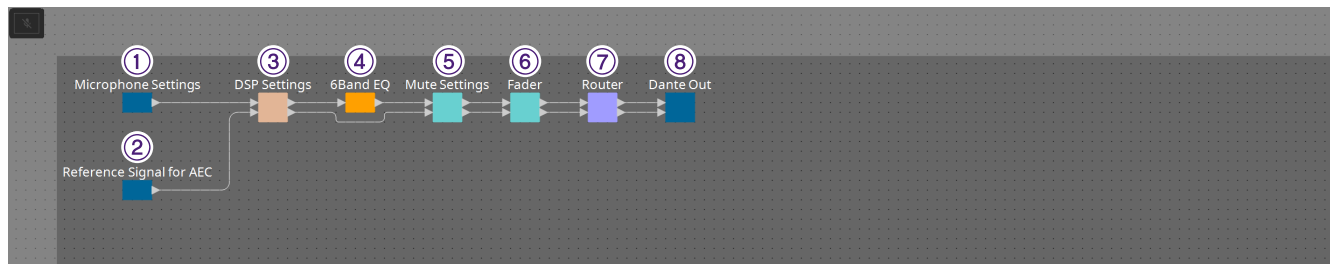 ① ③ ④ ⑤ ⑥ ⑦ ⑧
Microphone Settings DSP Settings 6Band EQ Mute Settings Fader Router Dante Out
②
Reference Signal for AEC